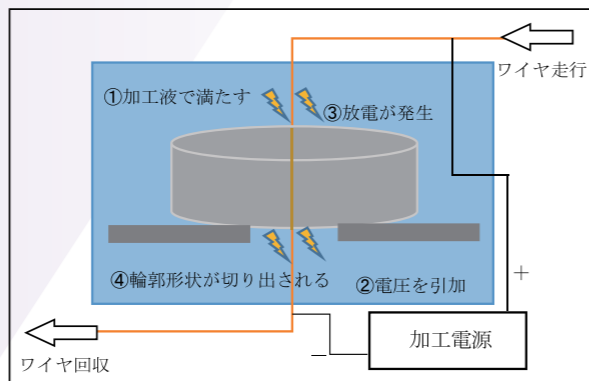 ワイヤ走行
①加工液で満たす
③放電が発生
④輪郭形状が切り出される
②電圧を引加
＋
加工電源
－
ワイヤ回収